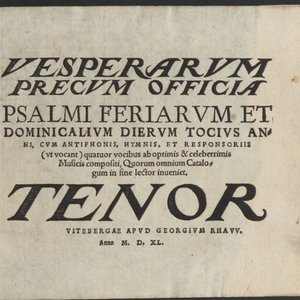 VESPERARVM
PRECVM OFFICIA
PSALMI FERIARVM ET
DOMINICALIVM DIERVM TOCIVS AN-
NI, CVM ANTIPHONIS, HYMNIS, ET RESPONSORIIS
(vt vocant) quatuor vocibus ab optimis & celeberrimis
Musicis compositi, Quorum omnium Catalo-
gum in fine lector inueniet.
TENOR
VITEBERGAE APVD GEORGIVM RHAVV.
Anno M. D. XL.